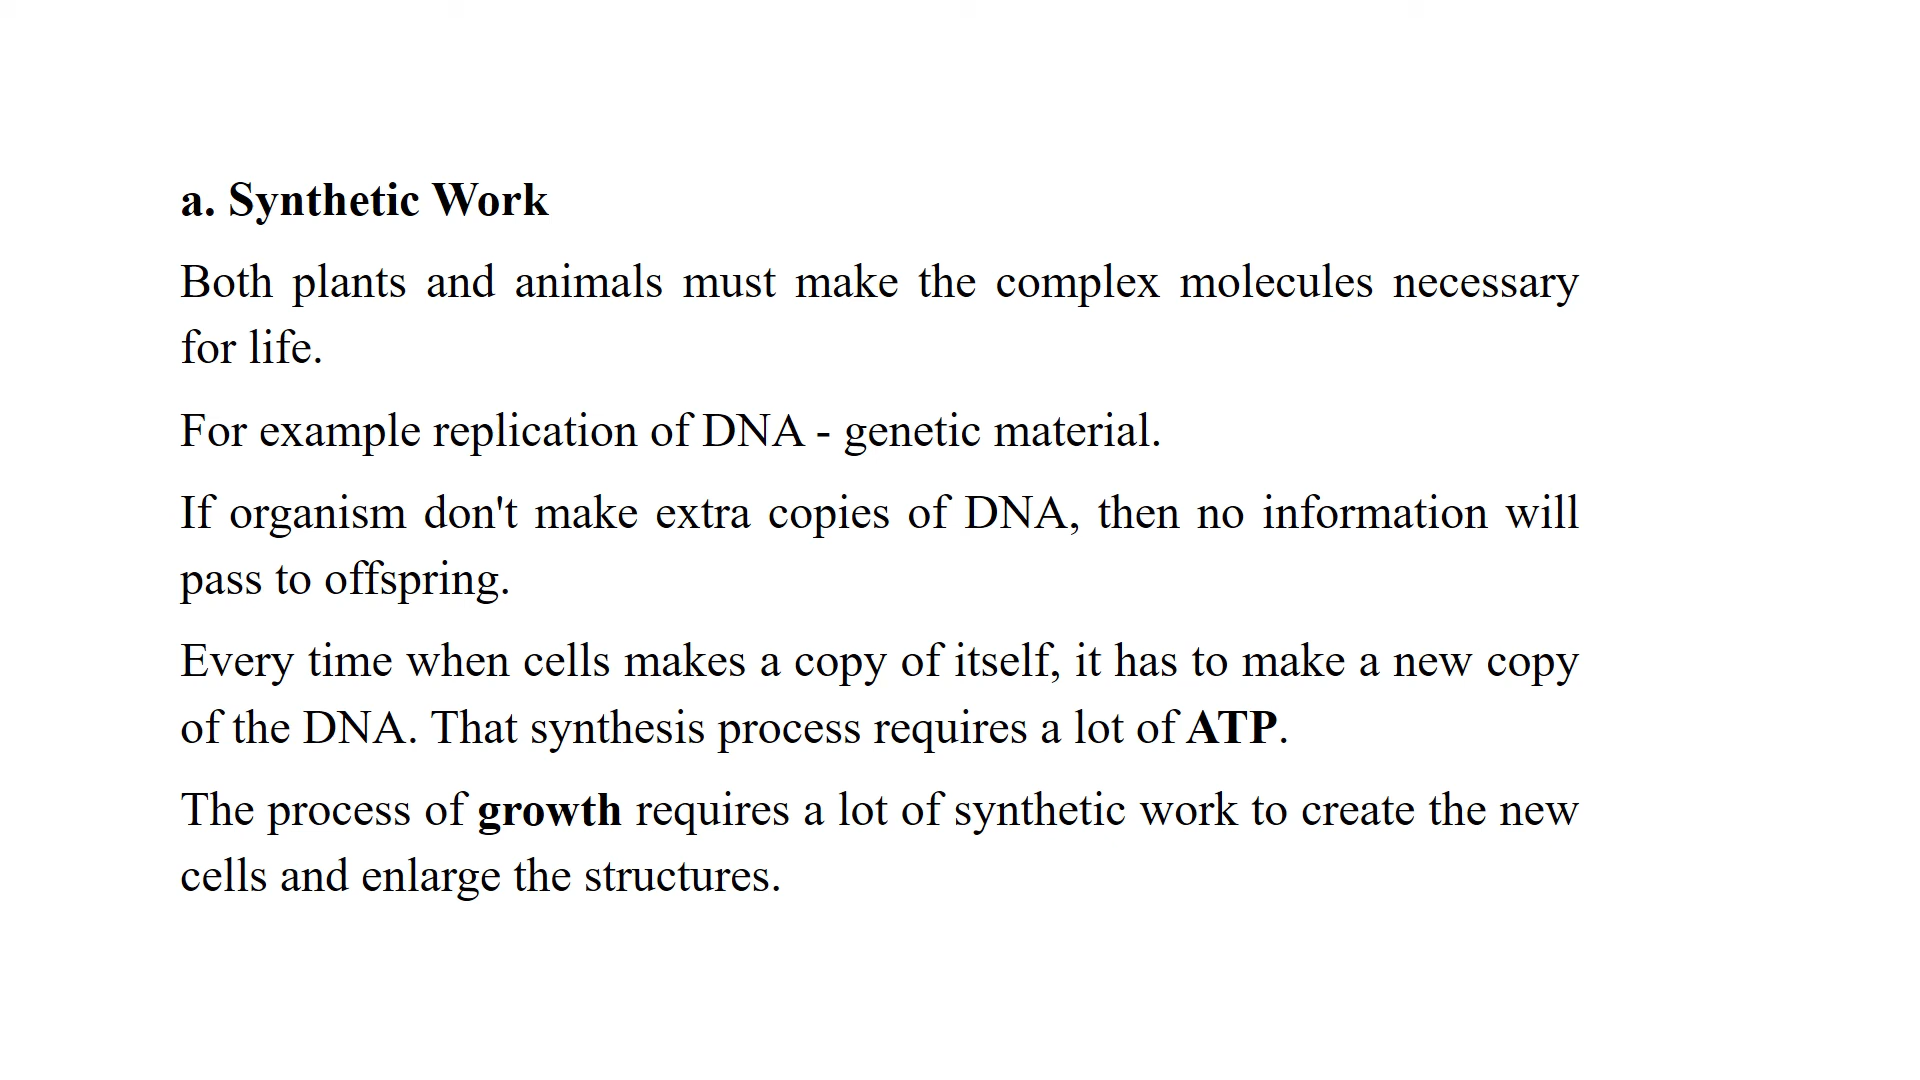 a. Synthetic Work
Both plants and animals must make the complex molecules necessary
for life.
For example replication of DNA - genetic material.
If organism don't make extra copies of DNA, then no information will
pass to offspring.
Every time when cells makes a copy of itself, it has to make a new copy
of the DNA. That synthesis process requires a lot of ATP.
The process of growth requires a lot of synthetic work to create the new
cells and enlarge the structures.